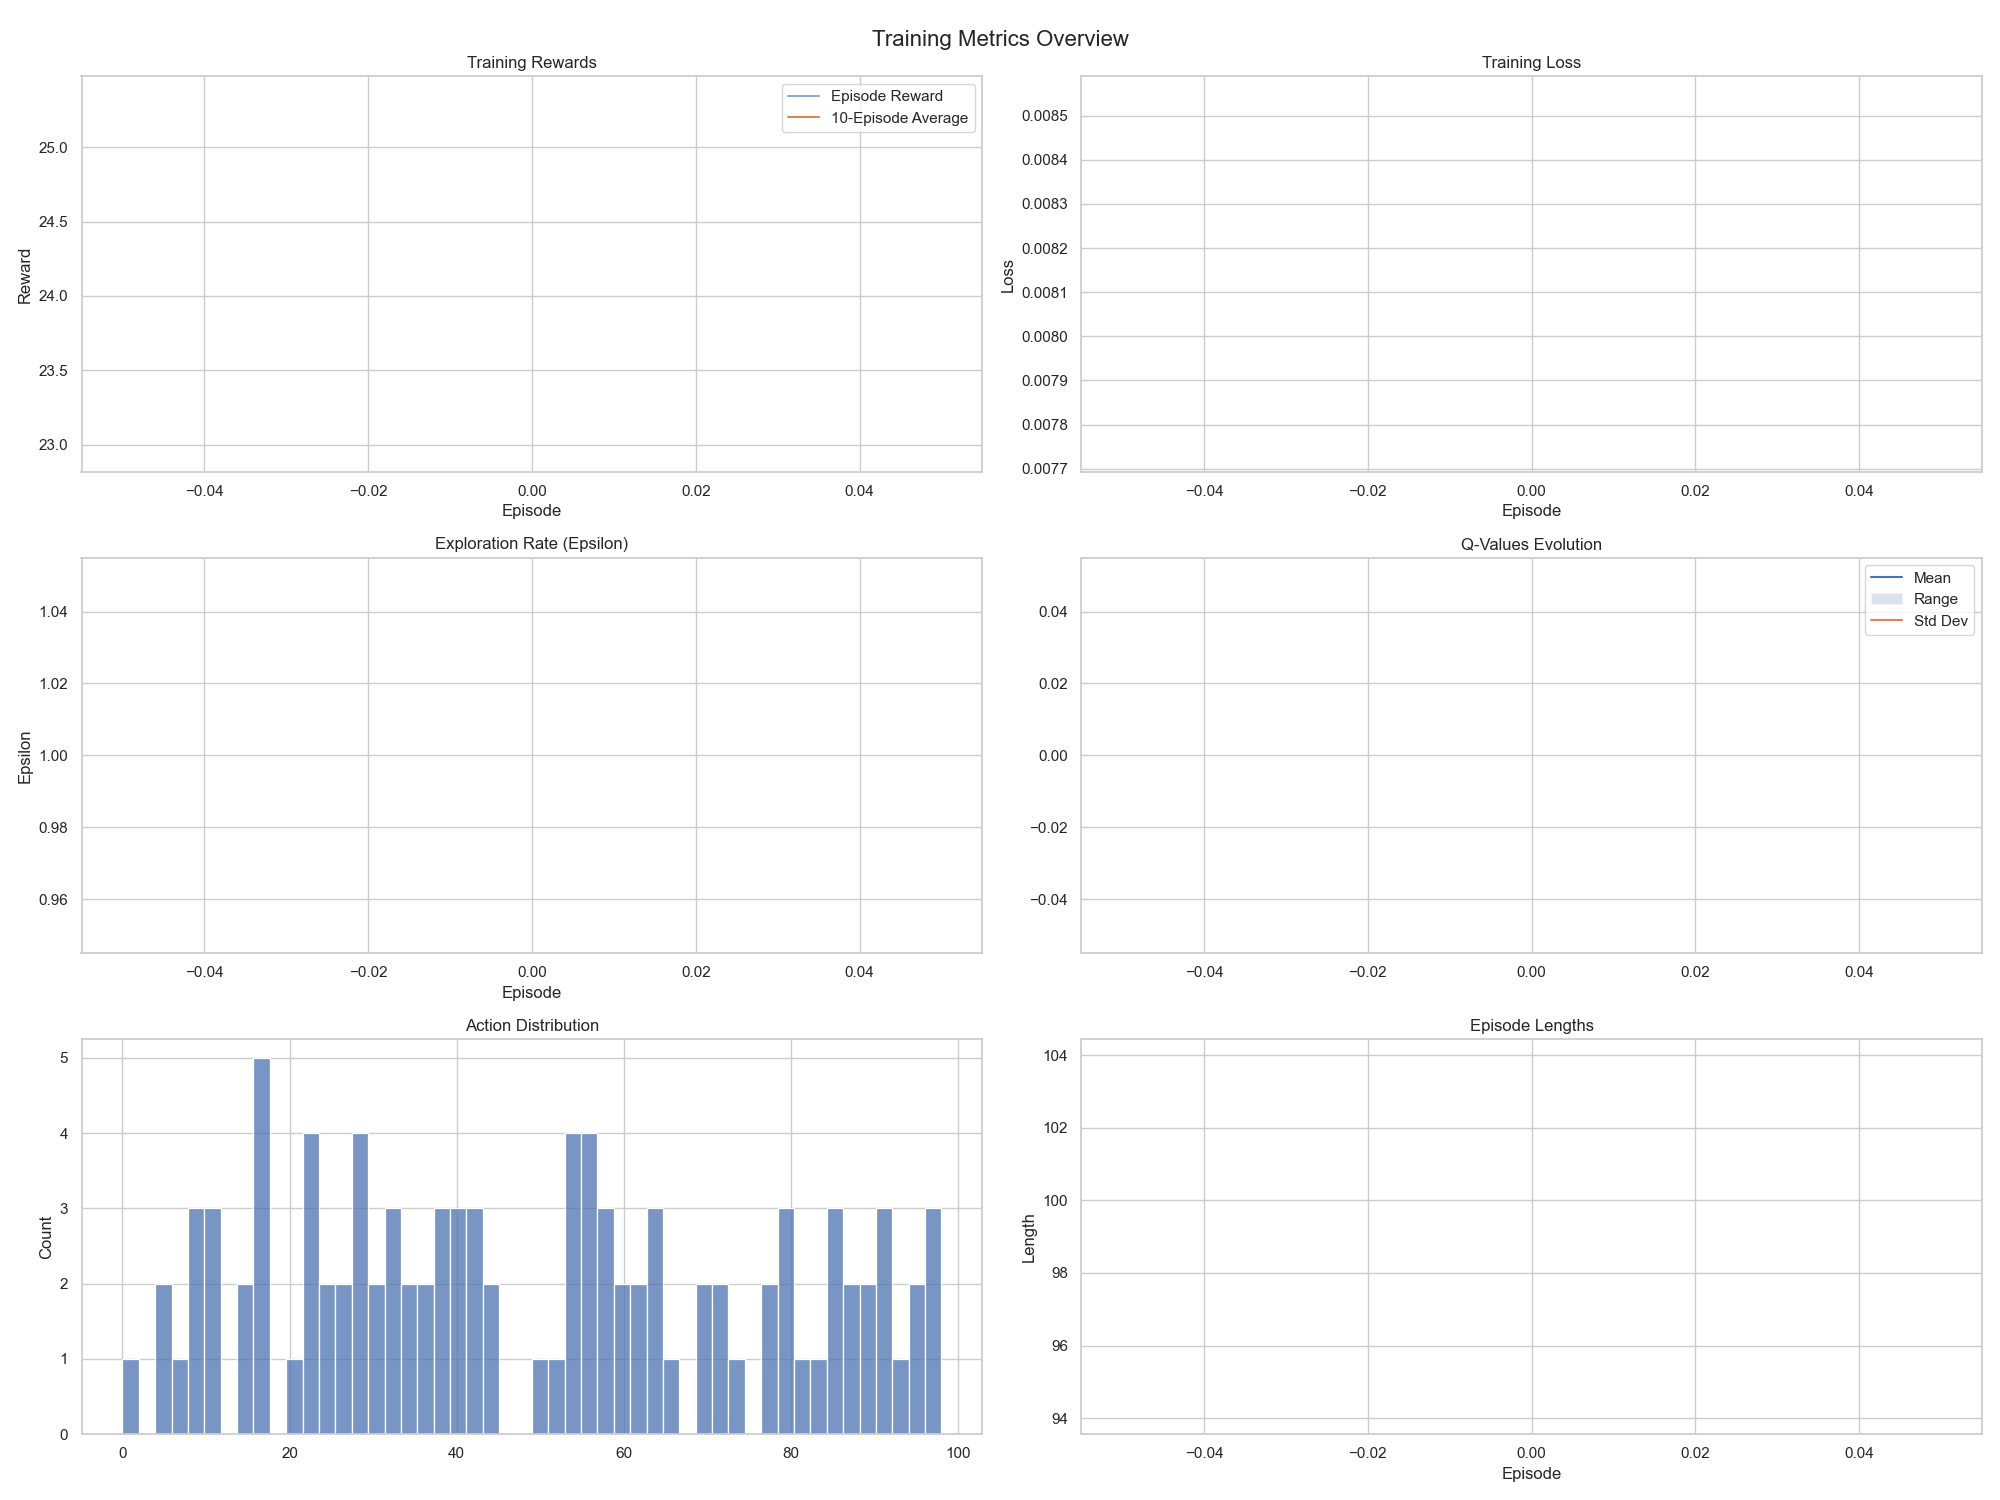 Training Metrics Overview
Training Rewards
Episode Reward
10-Episode Average
25.0
24.5
24.0
23.5
23.0
Reward
−0.04 −0.02 0.00 0.02 0.04
Episode
Training Loss
0.0085
0.0084
0.0083
0.0082
0.0081
0.0080
0.0079
0.0078
0.0077
Loss
−0.04 −0.02 0.00 0.02 0.04
Episode
Exploration Rate (Epsilon)
1.04
1.02
1.00
0.98
0.96
Epsilon
−0.04 −0.02 0.00 0.02 0.04
Episode
Q-Values Evolution
Mean
Range
Std Dev
0.04
0.02
0.00
−0.02
−0.04
−0.04 −0.02 0.00 0.02 0.04
Action Distribution
5
4
3
2
1
0
Count
0 20 40 60 80 100
Episode Lengths
104
102
100
98
96
94
Length
−0.04 −0.02 0.00 0.02 0.04
Episode